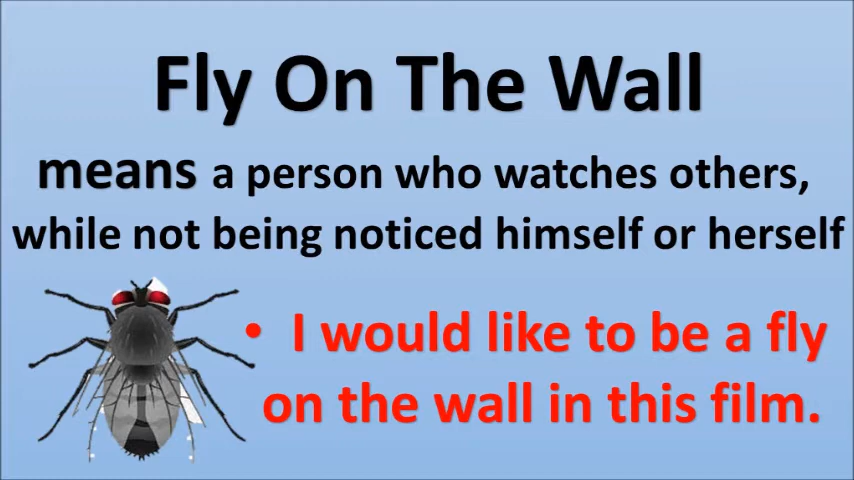 Fly On The Wall
means a person who watches others,
while not being noticed himself or herself
• I would like to be a fly
on the wall in this film.